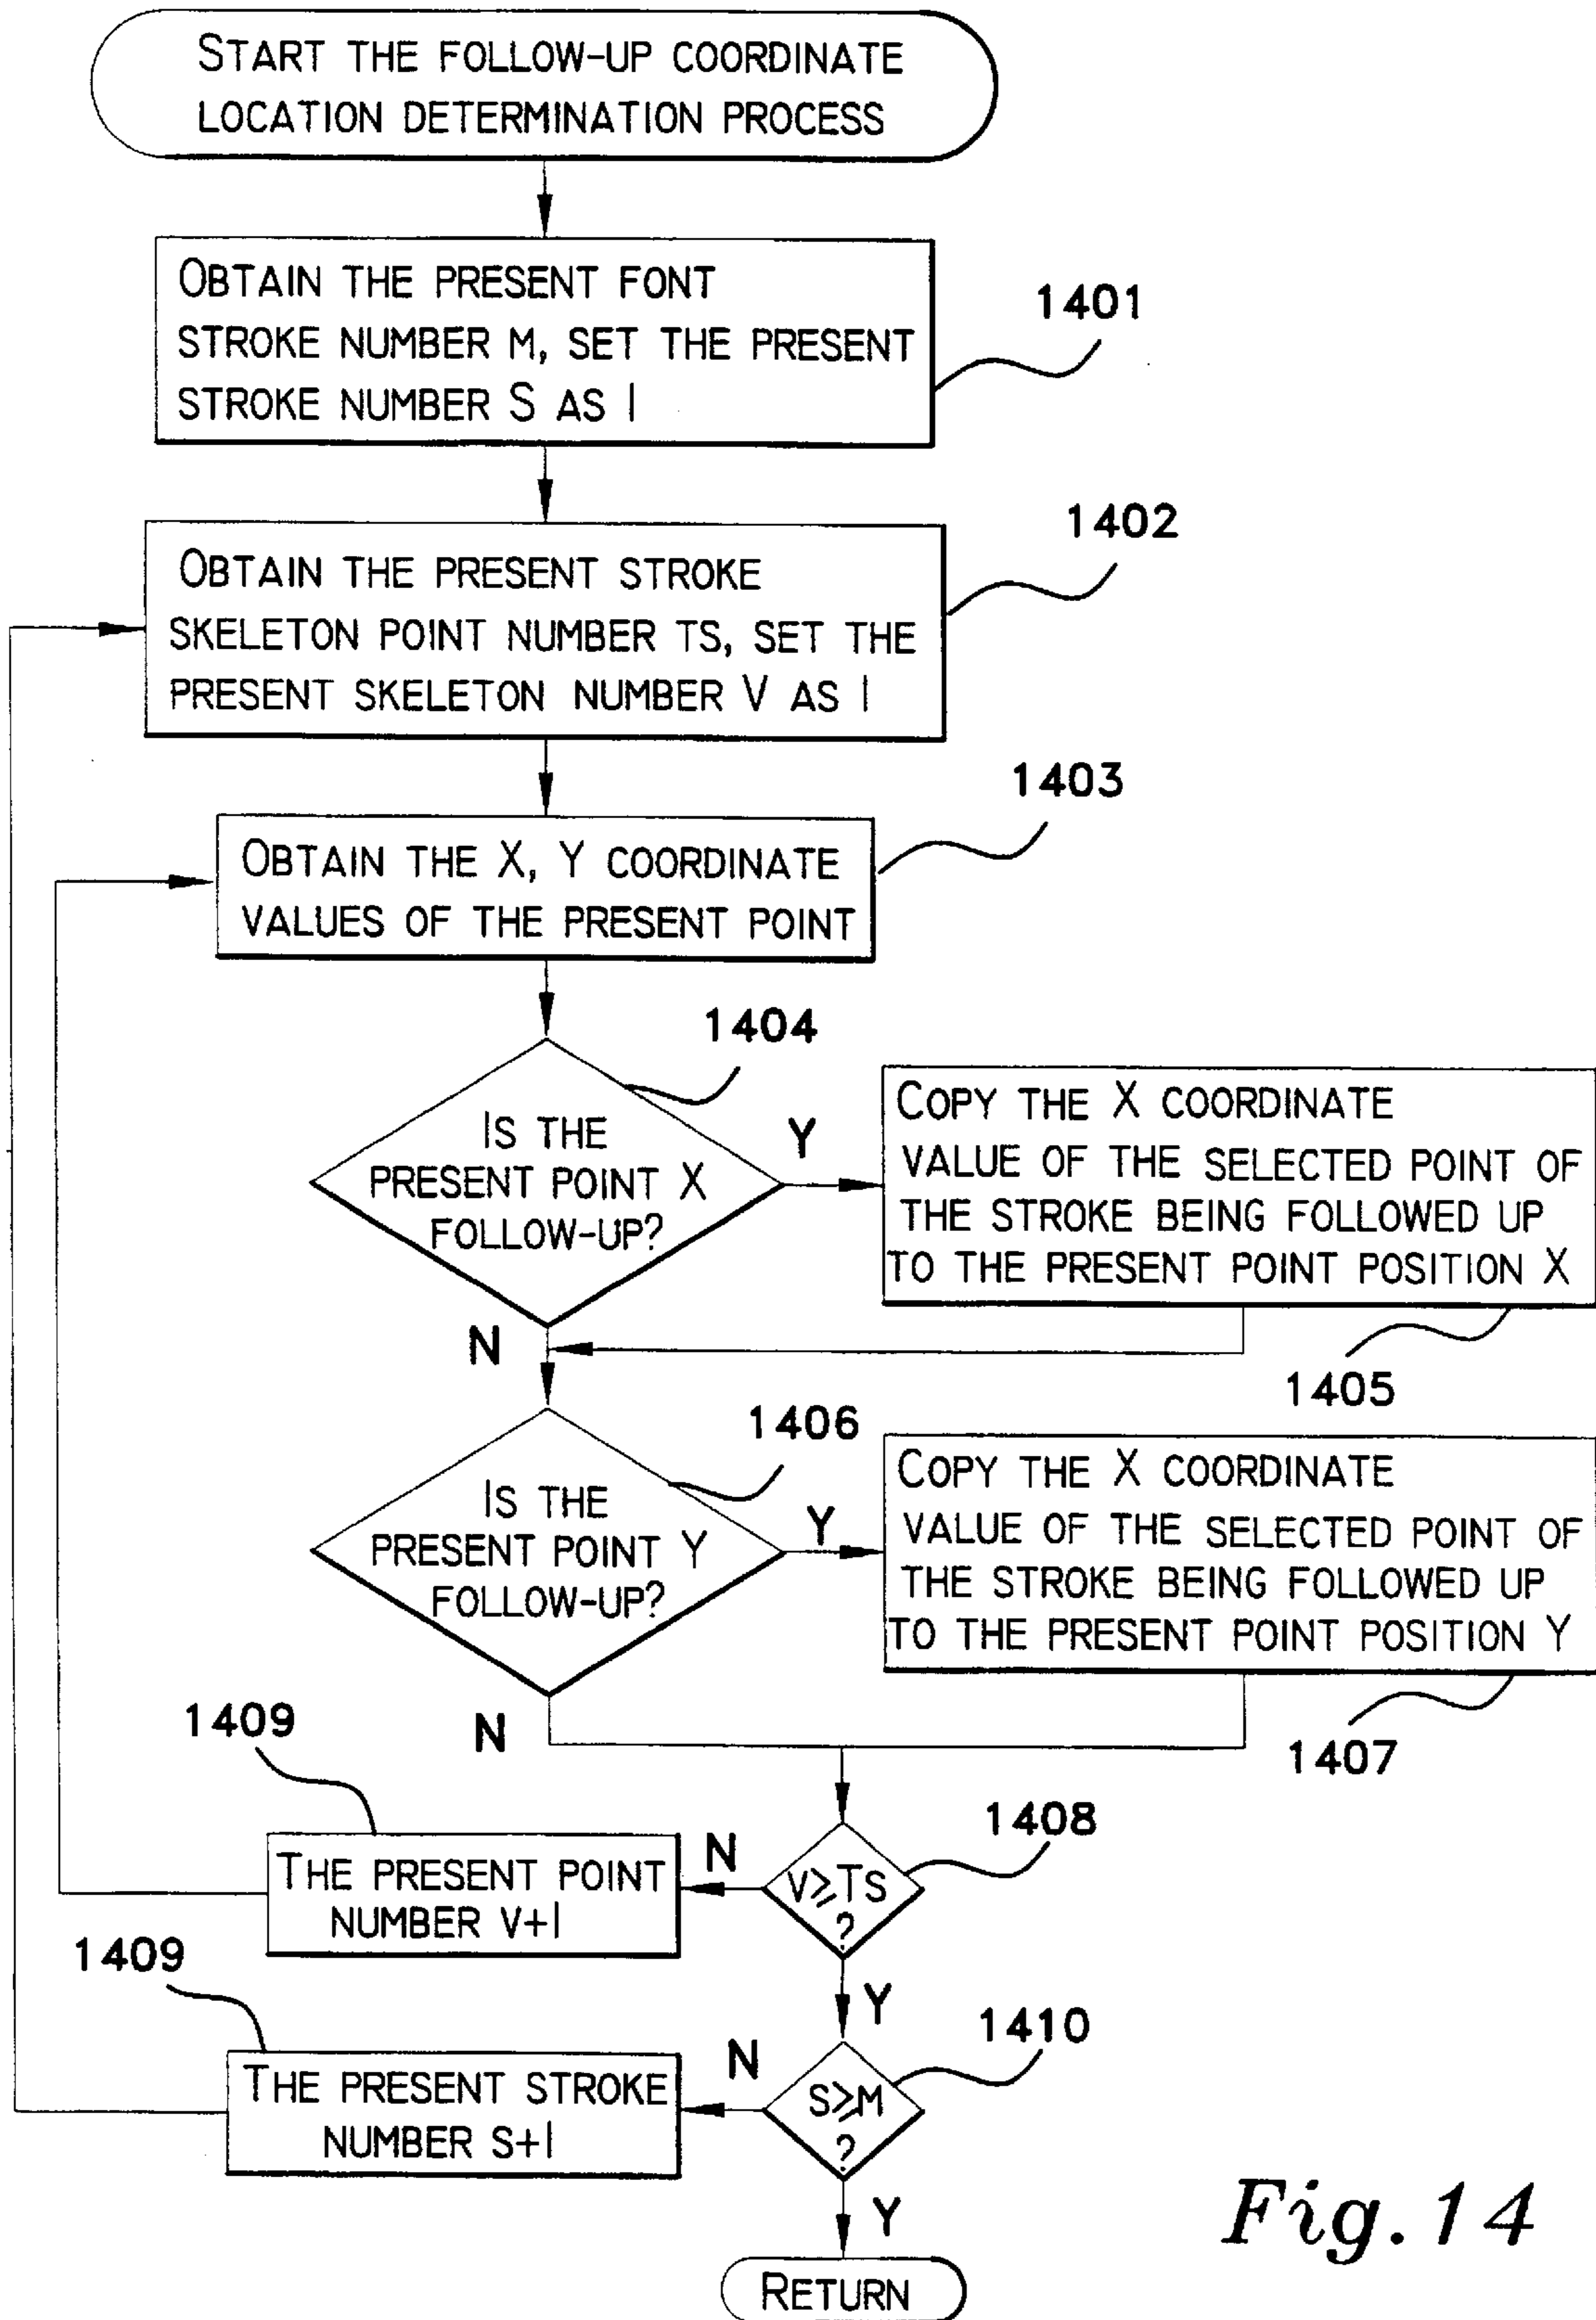 START THE FOLLOW-UP COORDINATE
LOCATION DETERMINATION PROCESS
OBTAIN THE PRESENT FONT
STROKE NUMBER M, SET THE PRESENT
STROKE NUMBER S AS 1
1401
OBTAIN THE PRESENT STROKE
SKELETON POINT NUMBER TS, SET THE
PRESENT SKELETON NUMBER V AS 1
1402
OBTAIN THE X, Y COORDINATE
VALUES OF THE PRESENT POINT
1403
1404
IS THE
PRESENT POINT X
FOLLOW-UP?
Y
COPY THE X COORDINATE
VALUE OF THE SELECTED POINT OF
THE STROKE BEING FOLLOWED UP
TO THE PRESENT POINT POSITION X
N
1405
1406
IS THE
PRESENT POINT Y
FOLLOW-UP?
Y
COPY THE X COORDINATE
VALUE OF THE SELECTED POINT OF
THE STROKE BEING FOLLOWED UP
TO THE PRESENT POINT POSITION Y
N
1407
1409
THE PRESENT POINT
NUMBER V+1
N
V≥TS
?
1408
Y
1409
THE PRESENT STROKE
NUMBER S+1
N
S≥M
?
1410
Y
RETURN
Fig. 14